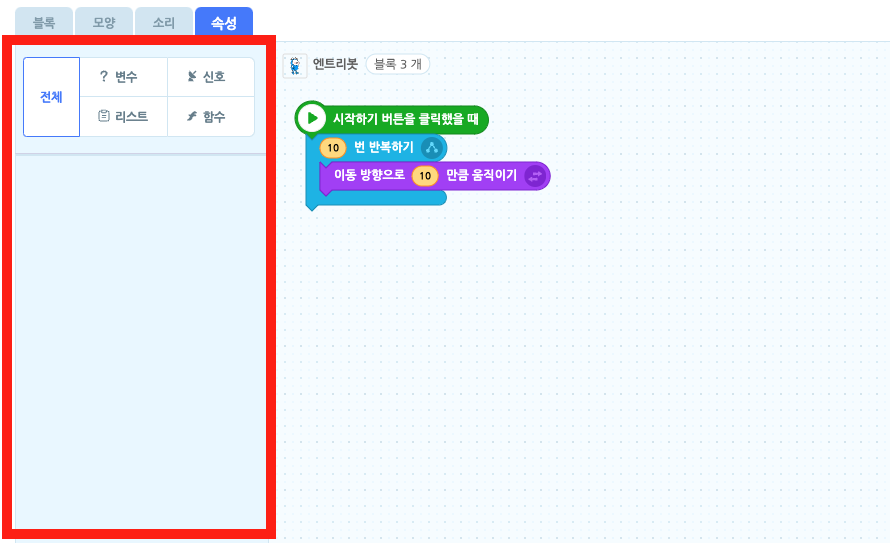 블록 모양 소리 속성
전체
? 변수 신호
리스트 함수
엔트리봇 블록 3 개
시작하기 버튼을 클릭했을 때
10 번 반복하기
이동 방향으로 10 만큼 움직이기